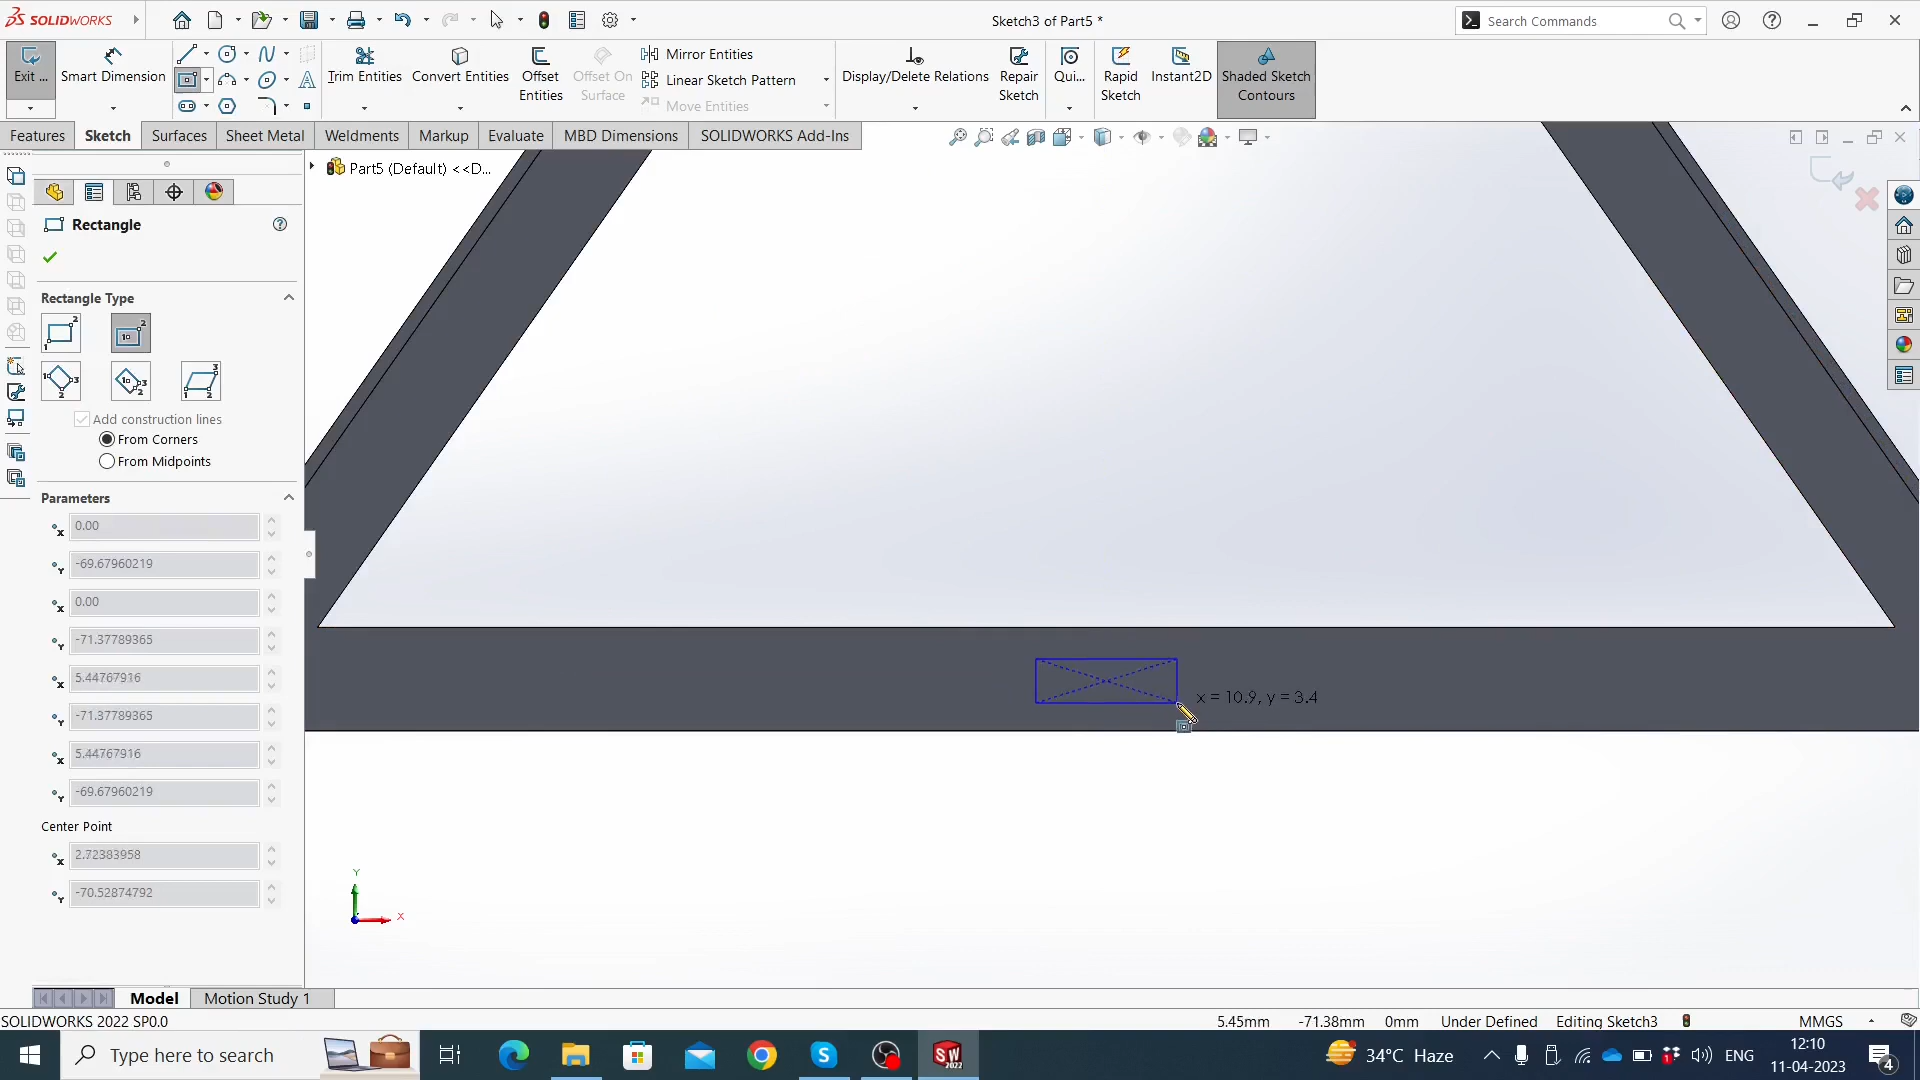 SOLIDWORKS
Sketch3 of Part5 *
Search Commands
Exit ...
Smart Dimension
Trim Entities
Convert Entities
Offset
Entities
Offset On
Surface
Mirror Entities
Linear Sketch Pattern
Move Entities
Display/Delete Relations
Repair
Sketch
Qui...
Rapid
Sketch
Instant2D
Shaded Sketch
Contours
Features
Sketch
Surfaces
Sheet Metal
Weldments
Markup
Evaluate
MBD Dimensions
SOLIDWORKS Add-Ins
Part5 (Default) <<D...
Rectangle
Rectangle Type
Add construction lines
From Corners
From Midpoints
Parameters
0.00
-69.67960219
0.00
-71.37789365
5.44767916
-71.37789365
5.44767916
-69.67960219
Center Point
2.72383958
-70.52874792
x = 10.9, y = 3.4
Y
X
Model
Motion Study 1
SOLIDWORKS 2022 SP0.0
5.45mm
-71.38mm
0mm
Under Defined
Editing Sketch3
MMGS
Type here to search
34°C Haze
ENG
12:10
11-04-2023
4